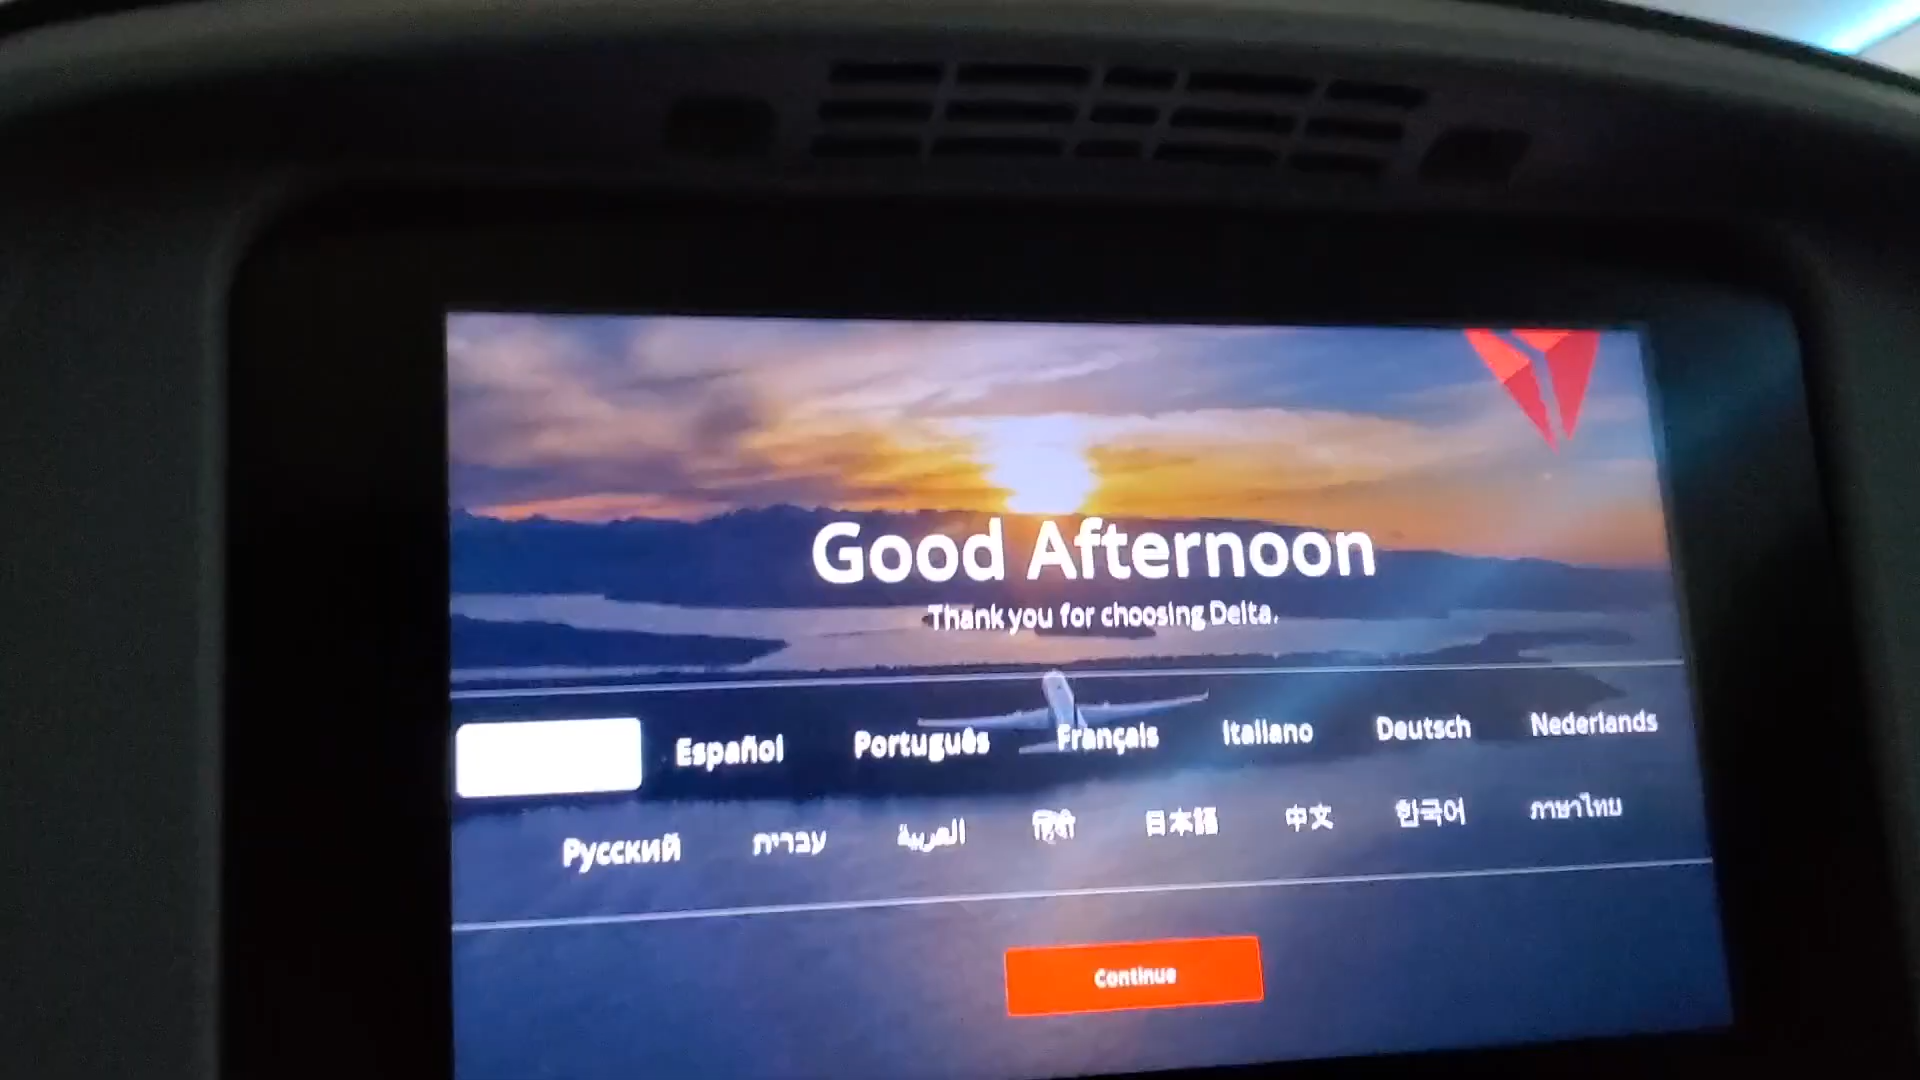 Good Afternoon
Thank you for choosing Delta.
Español Português Français Italiano Deutsch Nederlands
Русский עברית العربية हिंदी 日本語 中文 한국어 ภาษาไทย
Continue